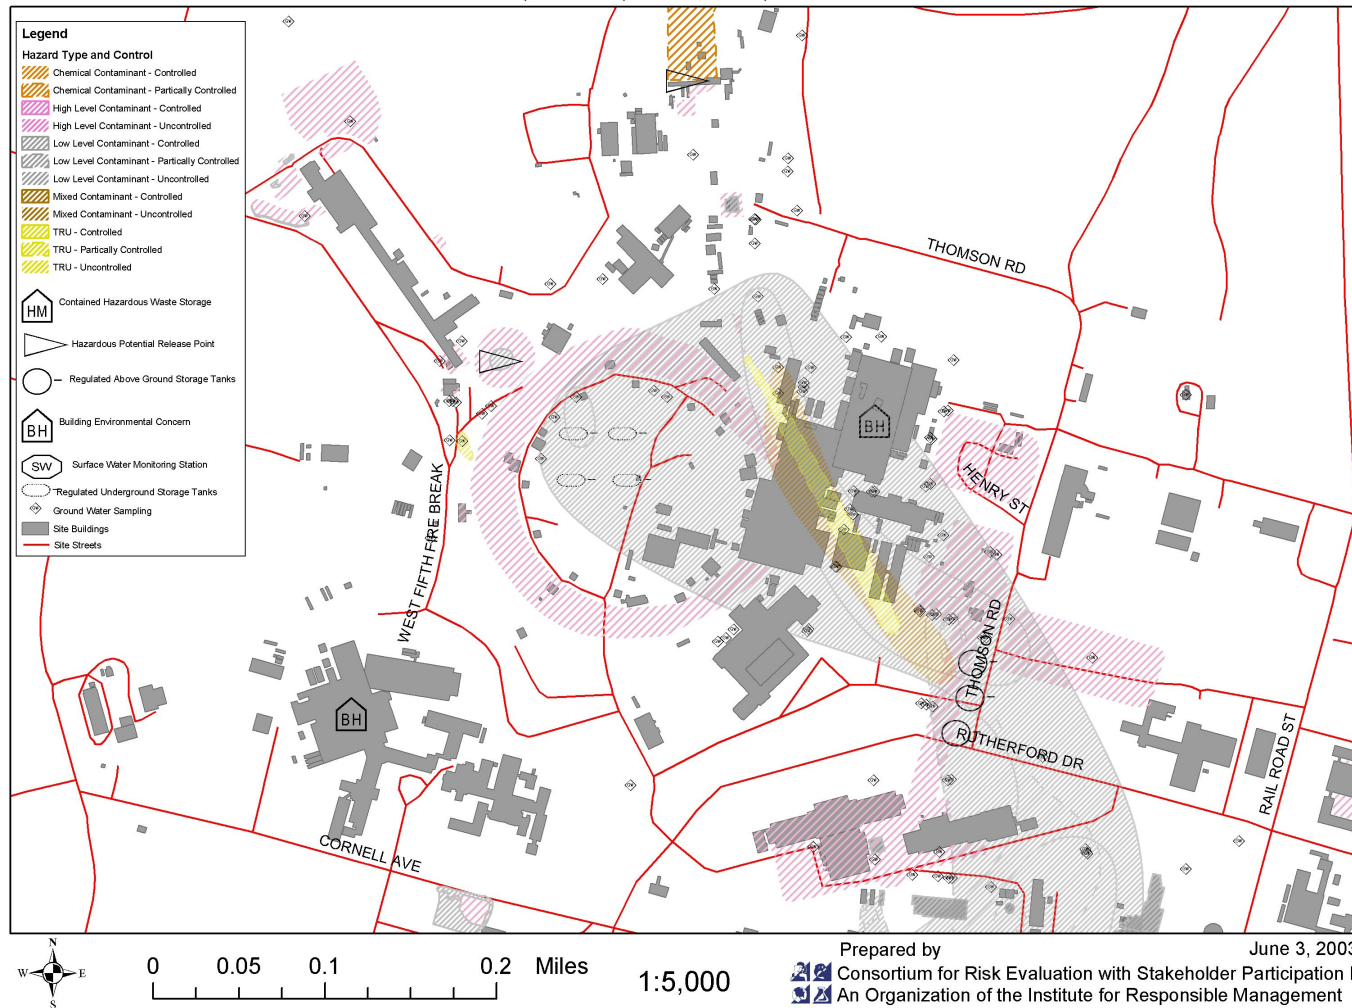 Legend
Hazard Type and Control
Chemical Contaminant - Controlled
Chemical Contaminant - Partically Controlled
High Level Contaminant - Controlled
High Level Contaminant - Uncontrolled
Low Level Contaminant - Controlled
Low Level Contaminant - Partically Controlled
Low Level Contaminant - Uncontrolled
Mixed Contaminant - Controlled
Mixed Contaminant - Uncontrolled
TRU - Controlled
TRU - Partically Controlled
TRU - Uncontrolled
HM Contained Hazardous Waste Storage
Hazardous Potential Release Point
Regulated Above Ground Storage Tanks
BH Building Environmental Concern
SW Surface Water Monitoring Station
Regulated Underground Storage Tanks
GW Ground Water Sampling
Site Buildings
Site Streets
THOMSON RD
BH
HENRY ST
WEST FIFTH FIRE BREAK
THOMSON RD
BH
RUTHERFORD DR
RAIL ROAD ST
CORNELL AVE
N
W E
S
0 0.05 0.1 0.2 Miles
1:5,000
Prepared by
June 3, 2003
Consortium for Risk Evaluation with Stakeholder Participation
An Organization of the Institute for Responsible Management